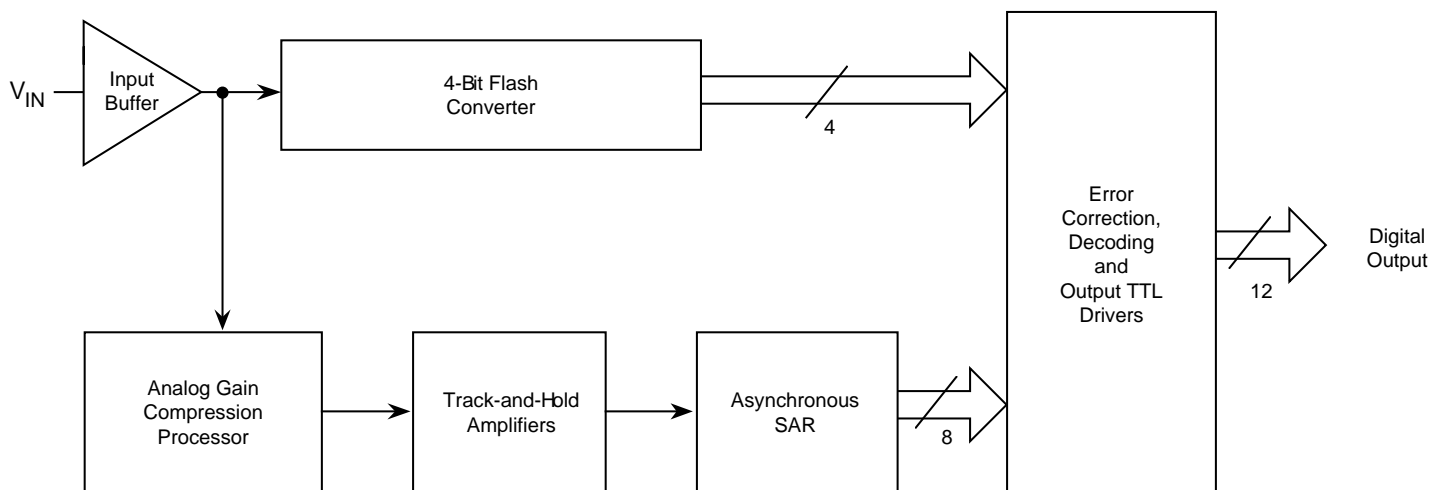 V_IN
Input
Buffer
4-Bit Flash
Converter
4
Error
Correction,
Decoding
and
Output TTL
Drivers
12
Digital
Output
Analog Gain
Compression
Processor
Track-and-Hold
Amplifiers
Asynchronous
SAR
8